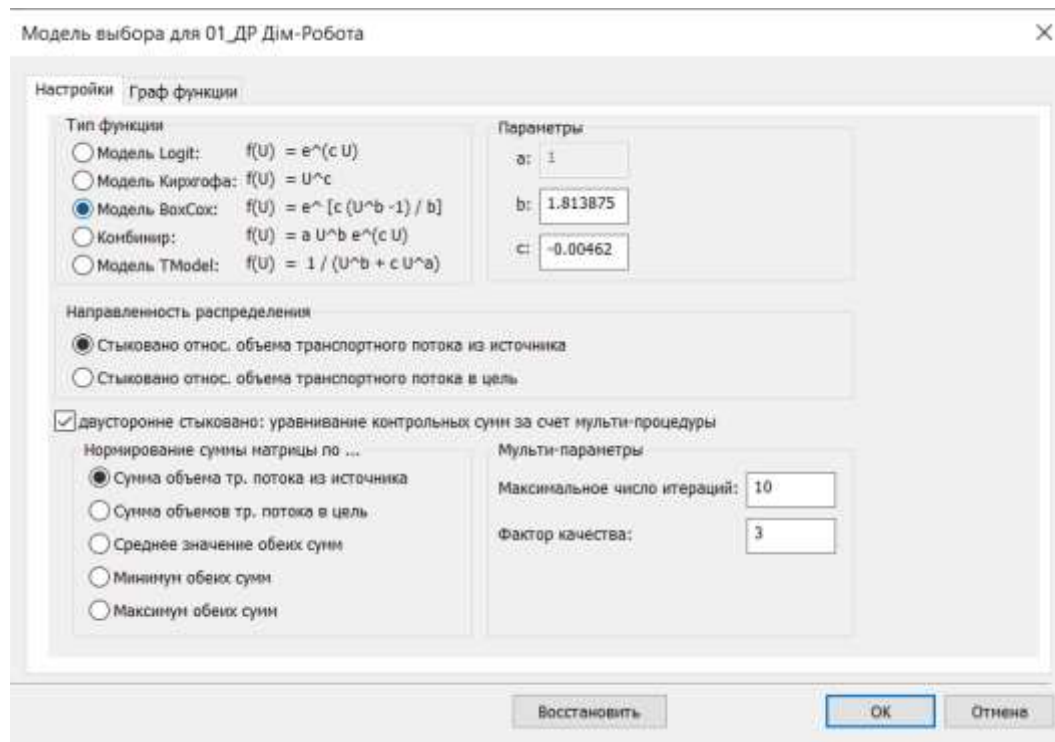 Модель выбора для 01_ДР Дім-Робота
Настройки Граф функции
Тип функции
Модель Logit: f(U) = e^(c U)
Модель Кирхгофа: f(U) = U^c
Модель BoxCox: f(U) = e^ [c (U^b -1) / b]
Комбинир: f(U) = a U^b e^(c U)
Модель TModel: f(U) = 1 / (U^b + c U^a)
Параметры
a: 1
b: 1.813875
c: -0.00462
Направленность распределения
Стыковано относ. объема транспортного потока из источника
Стыковано относ. объема транспортного потока в цель
двусторонне стыковано: уравнивание контрольных сумм за счет мульти-процедуры
Нормирование суммы матрицы по ...
Сумма объема тр. потока из источника
Сумма объемов тр. потока в цель
Среднее значение обеих сумм
Минимум обеих сумм
Максимум обеих сумм
Мульти-параметры
Максимальное число итераций: 10
Фактор качества: 3
Восстановить OK Отмена